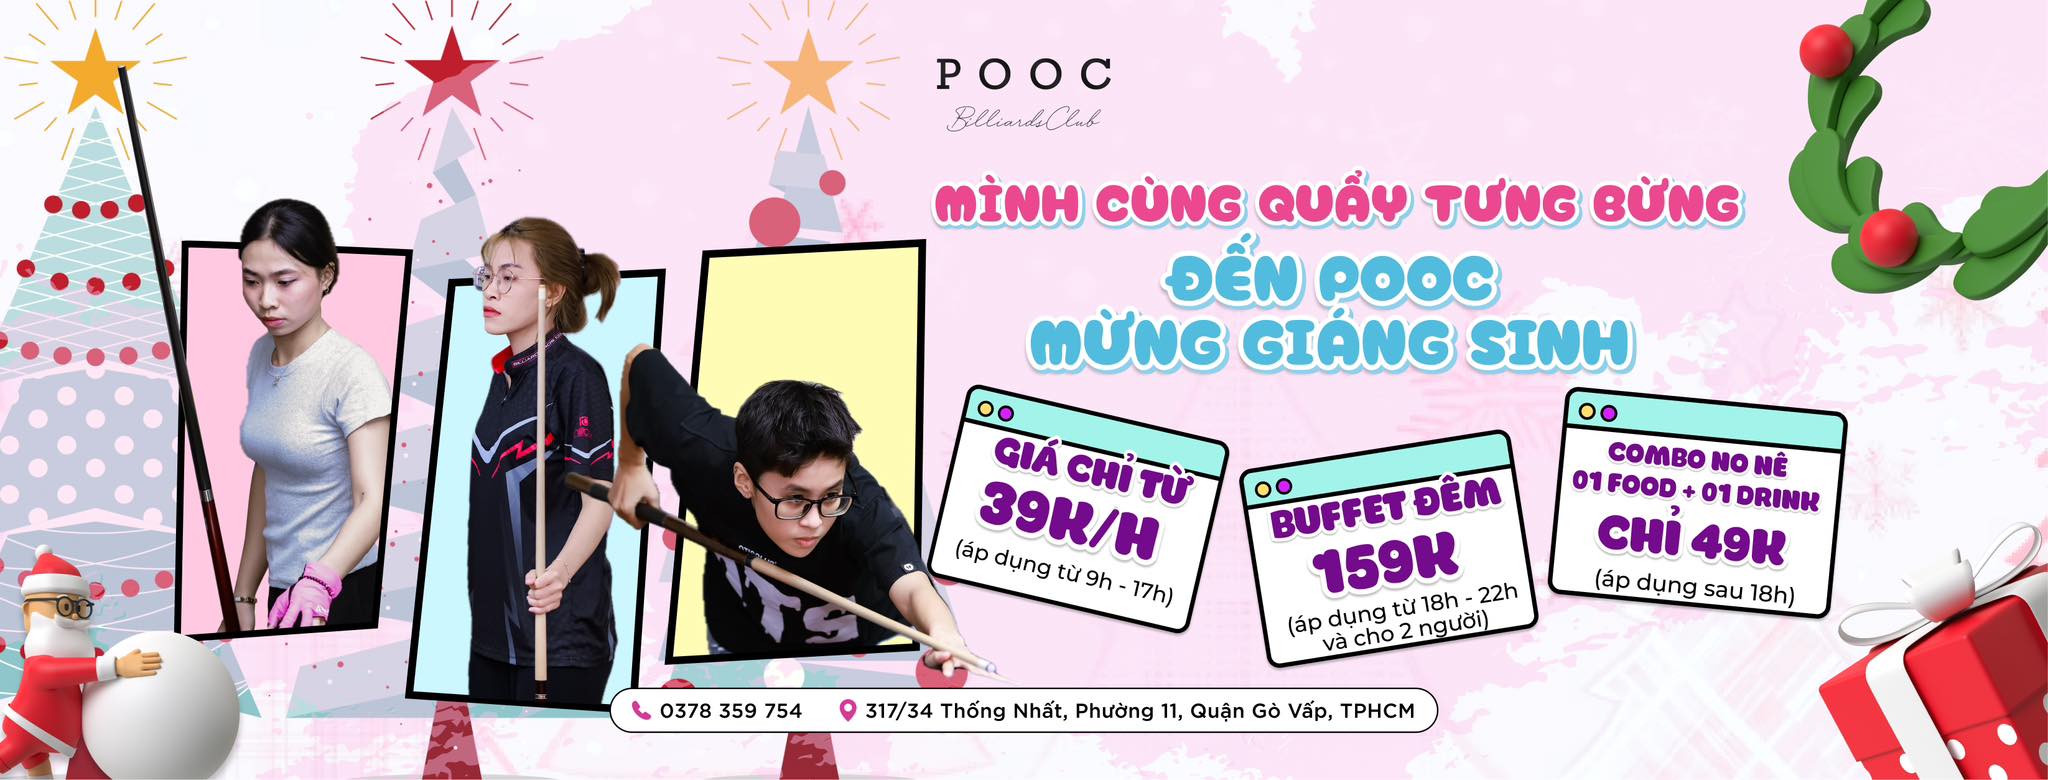 POOC
Billiards Club
MÌNH CÙNG QUẨY TƯNG BỪNG
ĐẾN POOC
MỪNG GIÁNG SINH
GIÁ CHỈ TỪ
39K/H
(áp dụng từ 9h - 17h)
BUFFET ĐÊM
159K
(áp dụng từ 18h - 22h
và cho 2 người)
COMBO NO NÊ
01 FOOD + 01 DRINK
CHỈ 49K
(áp dụng sau 18h)
0378 359 754
317/34 Thống Nhất, Phường 11, Quận Gò Vấp, TPHCM